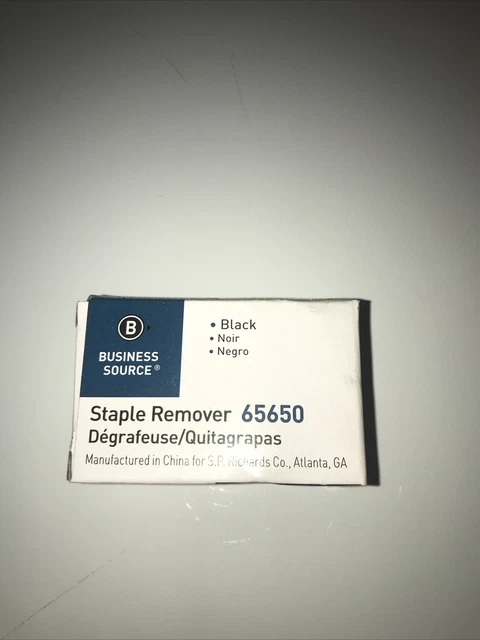 B
BUSINESS
SOURCE®
• Black
• Noir
• Negro
Staple Remover 65650
Dégrafeuse/Quitagrapas
Manufactured in China for S.P. Richards Co., Atlanta, GA